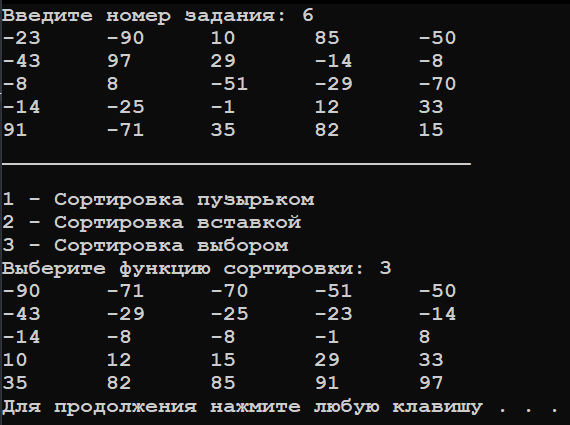 Введите номер задания: 6
-23 -90 10 85 -50
-43 97 29 -14 -8
-8 8 -51 -29 -70
-14 -25 -1 12 33
91 -71 35 82 15
____________________________________
1 - Сортировка пузырьком
2 - Сортировка вставкой
3 - Сортировка выбором
Выберите функцию сортировки: 3
-90 -71 -70 -51 -50
-43 -29 -25 -23 -14
-14 -8 -8 -1 8
10 12 15 29 33
35 82 85 91 97
Для продолжения нажмите любую клавишу . . .